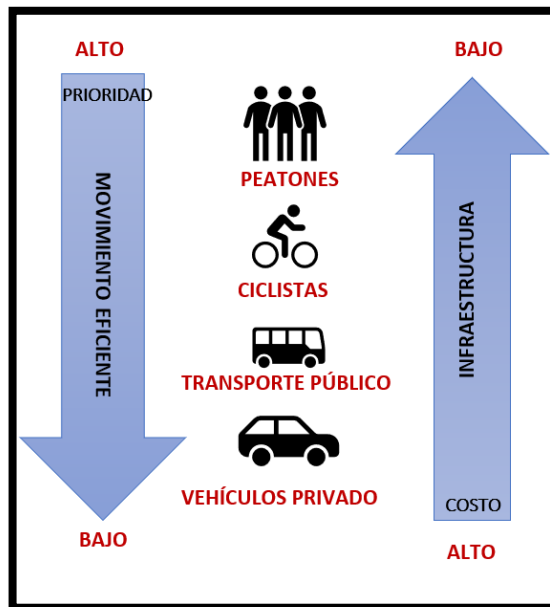 ALTO
BAJO
PRIORIDAD
PEATONES
MOVIMIENTO EFICIENTE
INFRAESTRUCTURA
CICLISTAS
TRANSPORTE PÚBLICO
VEHÍCULOS PRIVADO
COSTO
BAJO
ALTO